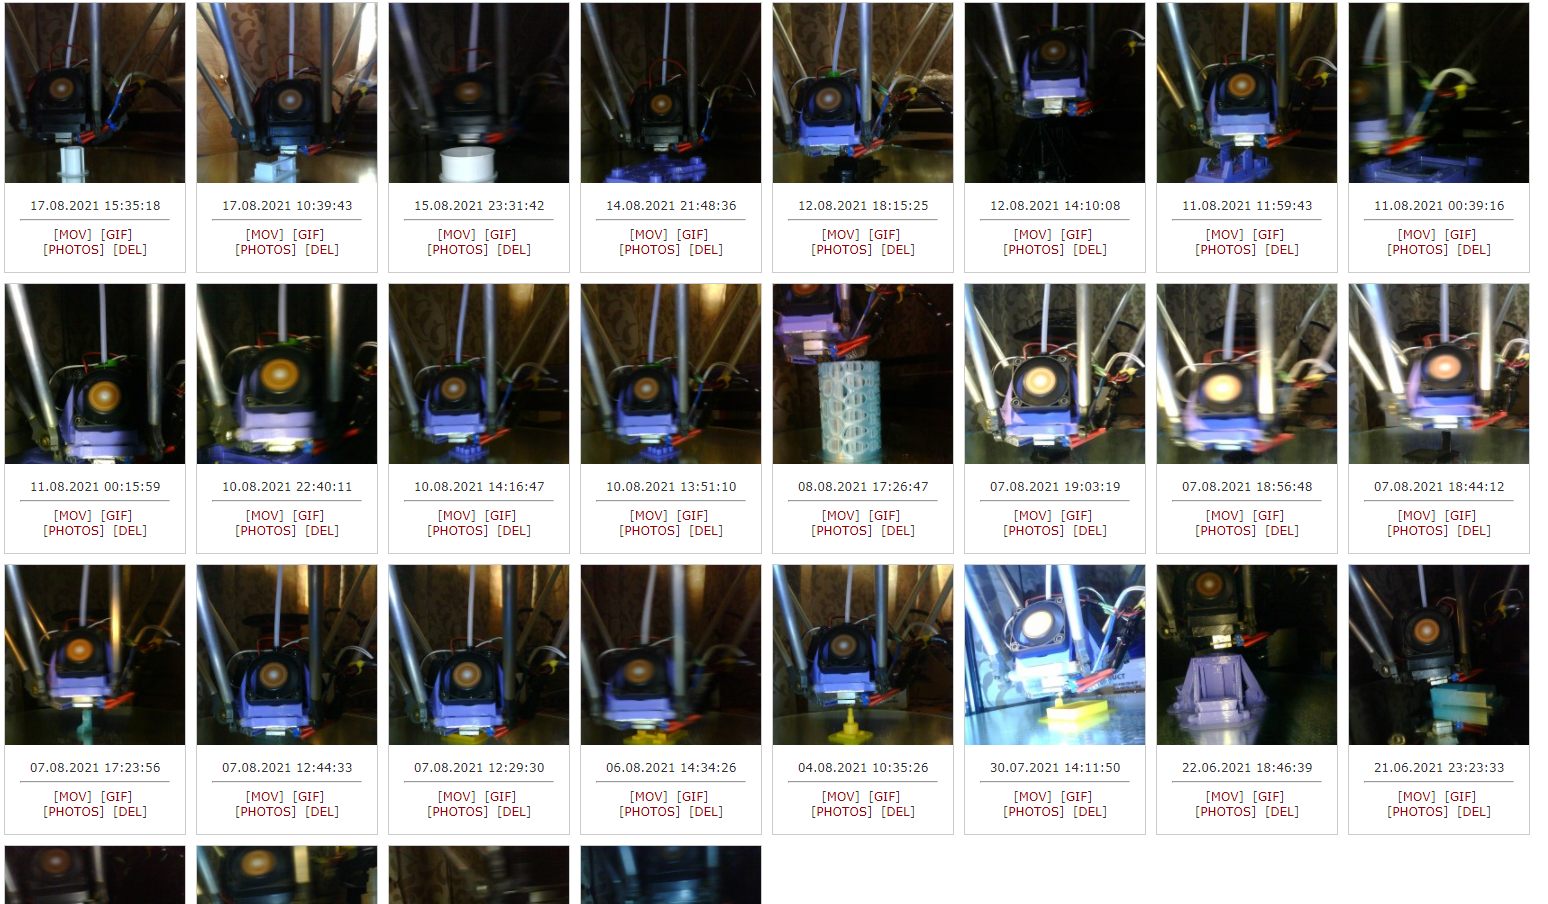 17.08.2021 15:35:18 17.08.2021 10:39:43 15.08.2021 23:31:42 14.08.2021 21:48:36 12.08.2021 18:15:25 12.08.2021 14:10:08 11.08.2021 11:59:43 11.08.2021 00:39:16
[MOV] [GIF] [MOV] [GIF] [MOV] [GIF] [MOV] [GIF] [MOV] [GIF] [MOV] [GIF] [MOV] [GIF] [MOV] [GIF]
[PHOTOS] [DEL] [PHOTOS] [DEL] [PHOTOS] [DEL] [PHOTOS] [DEL] [PHOTOS] [DEL] [PHOTOS] [DEL] [PHOTOS] [DEL] [PHOTOS] [DEL]
11.08.2021 00:15:59 10.08.2021 22:40:11 10.08.2021 14:16:47 10.08.2021 13:51:10 08.08.2021 17:26:47 07.08.2021 19:03:19 07.08.2021 18:56:48 07.08.2021 18:44:12
[MOV] [GIF] [MOV] [GIF] [MOV] [GIF] [MOV] [GIF] [MOV] [GIF] [MOV] [GIF] [MOV] [GIF] [MOV] [GIF]
[PHOTOS] [DEL] [PHOTOS] [DEL] [PHOTOS] [DEL] [PHOTOS] [DEL] [PHOTOS] [DEL] [PHOTOS] [DEL] [PHOTOS] [DEL] [PHOTOS] [DEL]
07.08.2021 17:23:56 07.08.2021 12:44:33 07.08.2021 12:29:30 06.08.2021 14:34:26 04.08.2021 10:35:26 30.07.2021 14:11:50 22.06.2021 18:46:39 21.06.2021 23:23:33
[MOV] [GIF] [MOV] [GIF] [MOV] [GIF] [MOV] [GIF] [MOV] [GIF] [MOV] [GIF] [MOV] [GIF] [MOV] [GIF]
[PHOTOS] [DEL] [PHOTOS] [DEL] [PHOTOS] [DEL] [PHOTOS] [DEL] [PHOTOS] [DEL] [PHOTOS] [DEL] [PHOTOS] [DEL] [PHOTOS] [DEL]